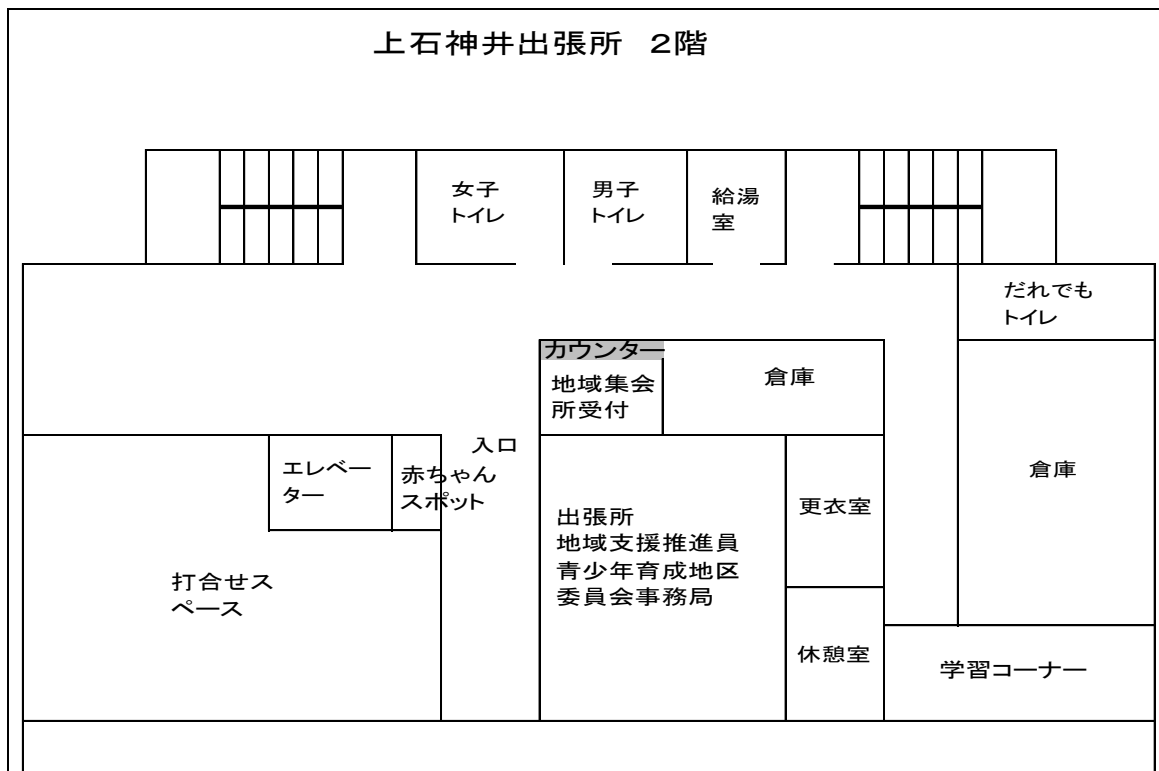 上石神井出張所 2階
女子
トイレ
男子
トイレ
給湯
室
だれでも
トイレ
カウンター
地域集会
所受付
倉庫
入口
エレベー
ター
赤ちゃん
スポット
倉庫
更衣室
出張所
地域支援推進員
青少年育成地区
委員会事務局
打合せス
ペース
休憩室
学習コーナー